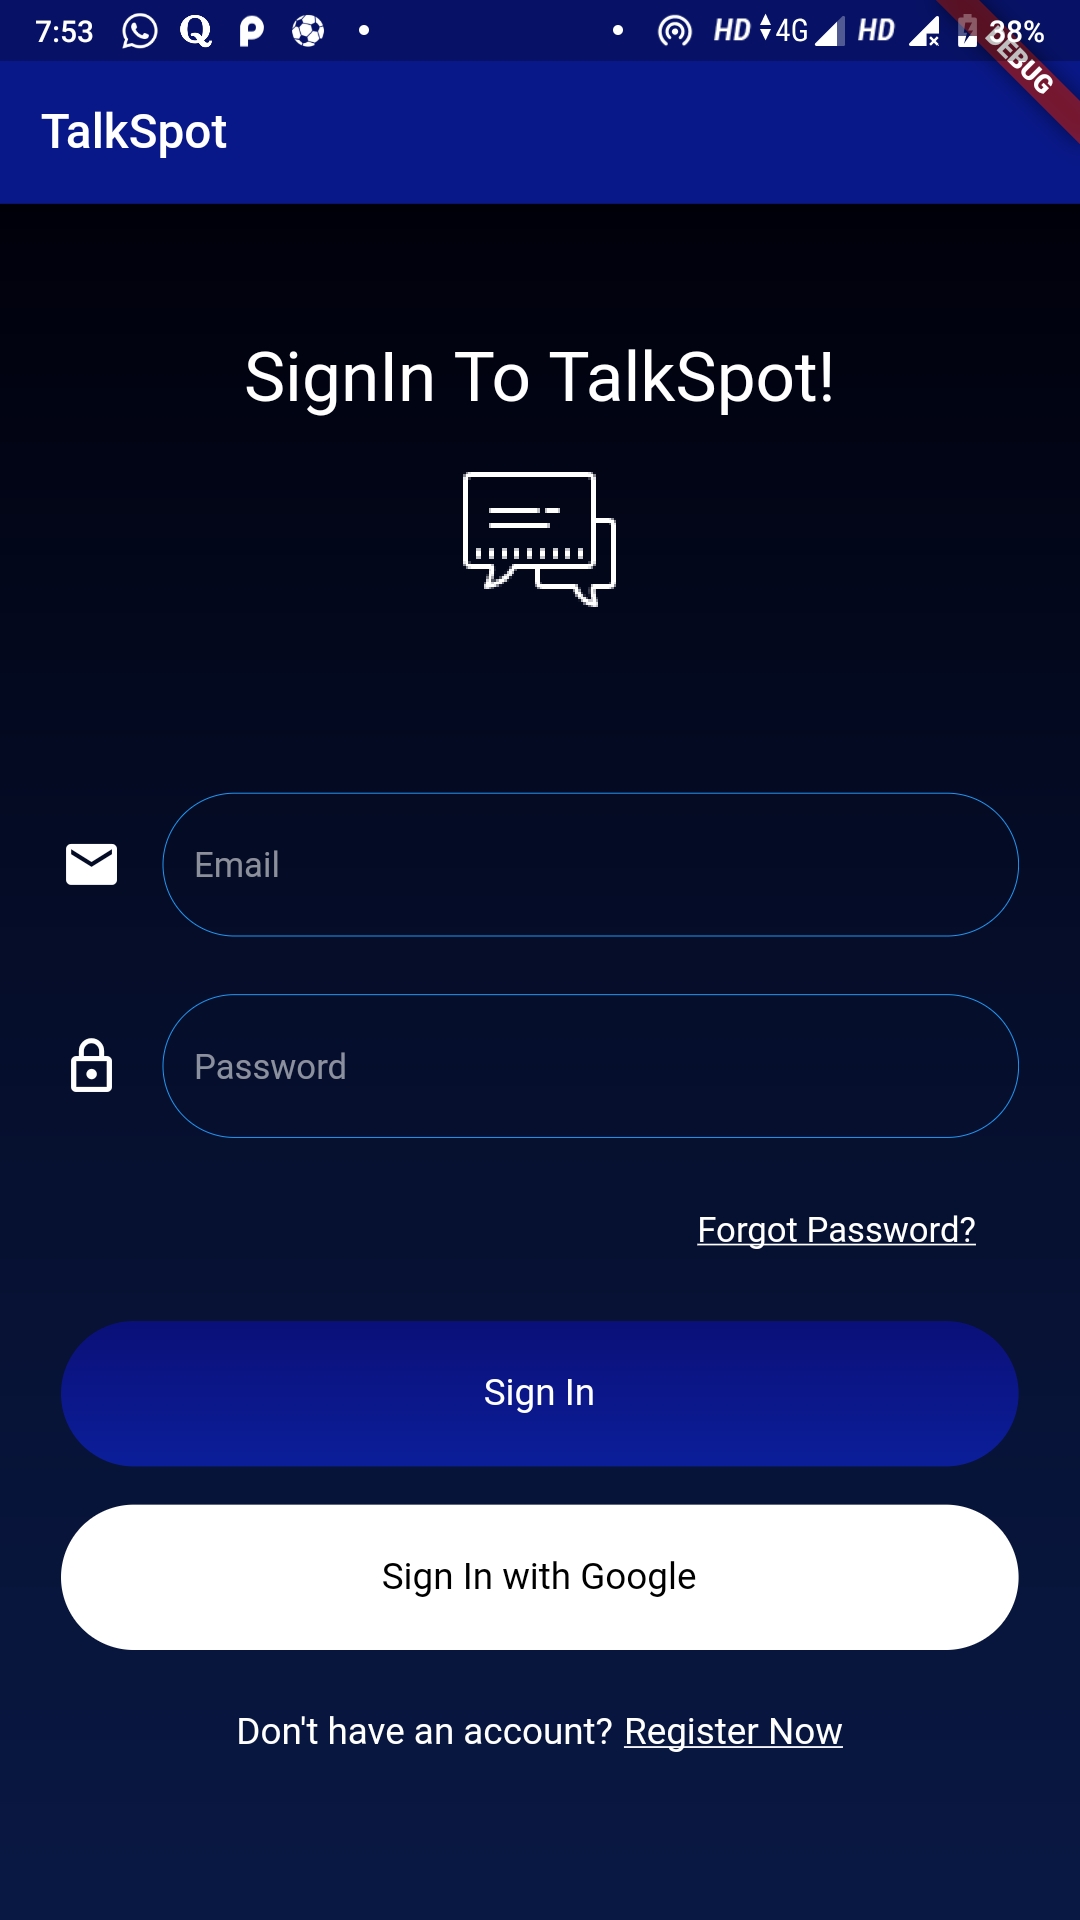 7:53 HD 4G HD 38%
DEBUG
TalkSpot
SignIn To TalkSpot!
Email
Password
Forgot Password?
Sign In
Sign In with Google
Don't have an account? Register Now